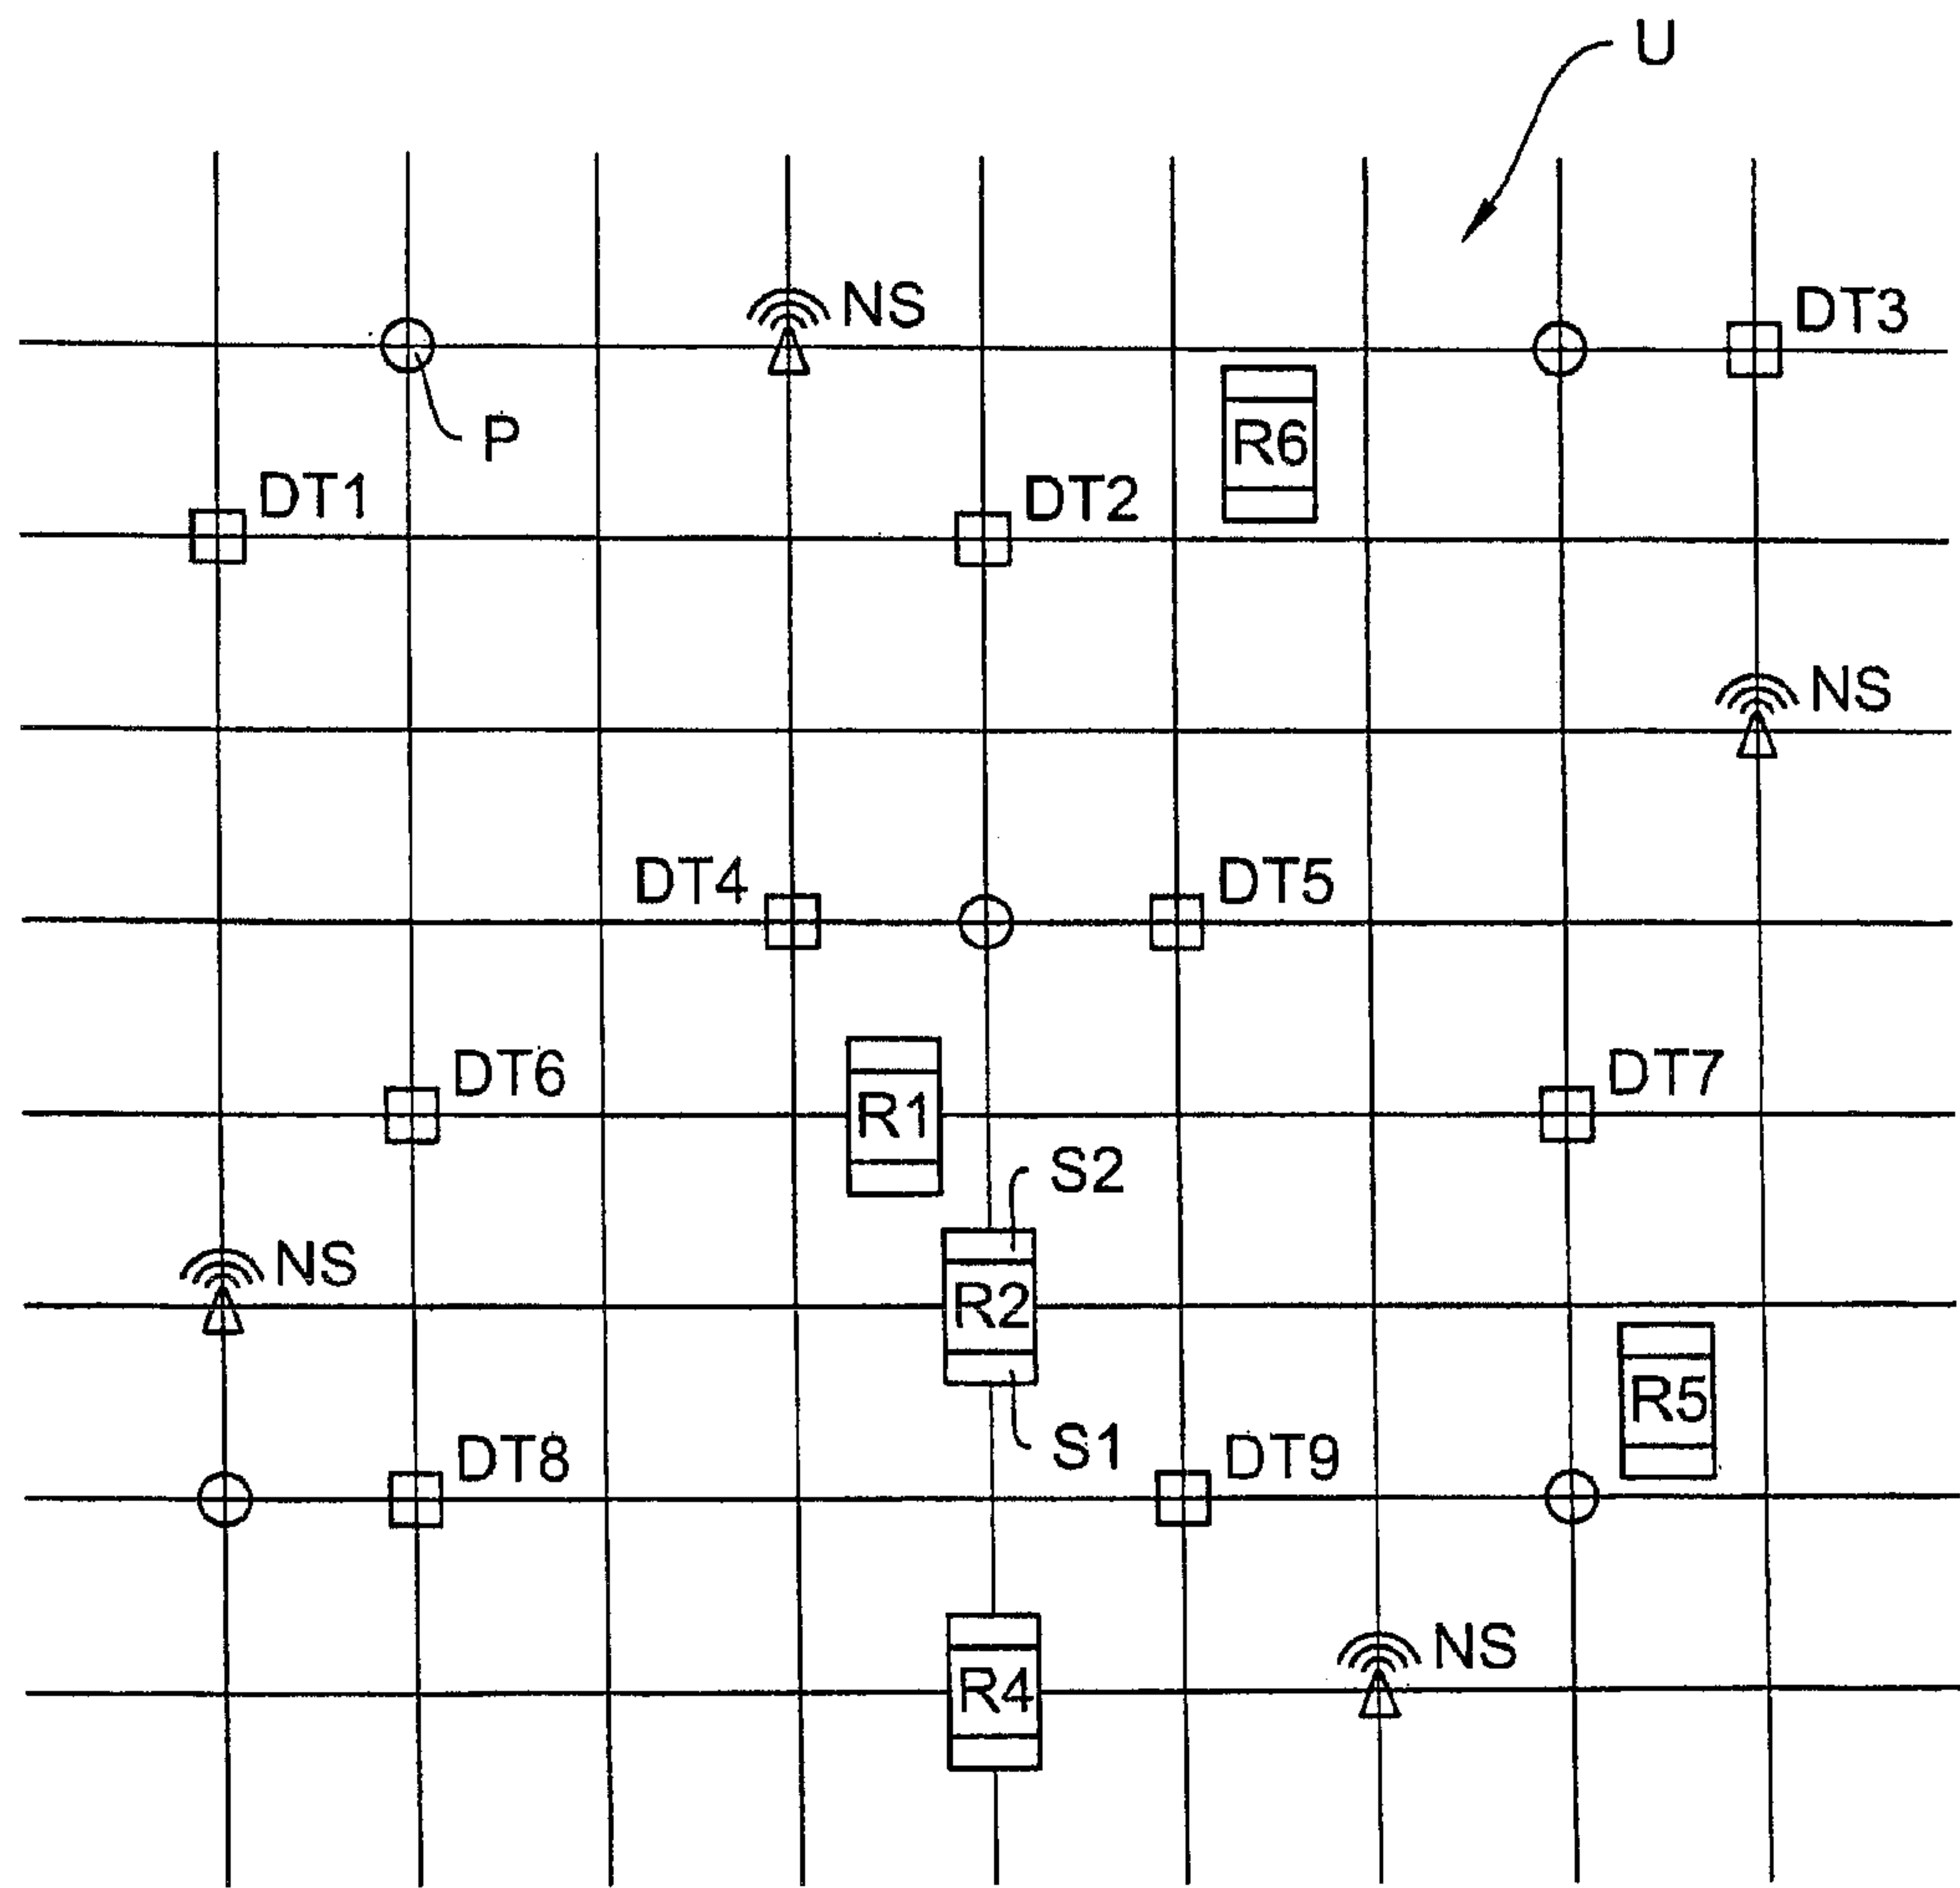 U
NS
DT3
R6
P
DT1
DT2
NS
DT4
DT5
DT6
R1
DT7
S2
NS
R2
R5
S1
DT8
DT9
NS
R4